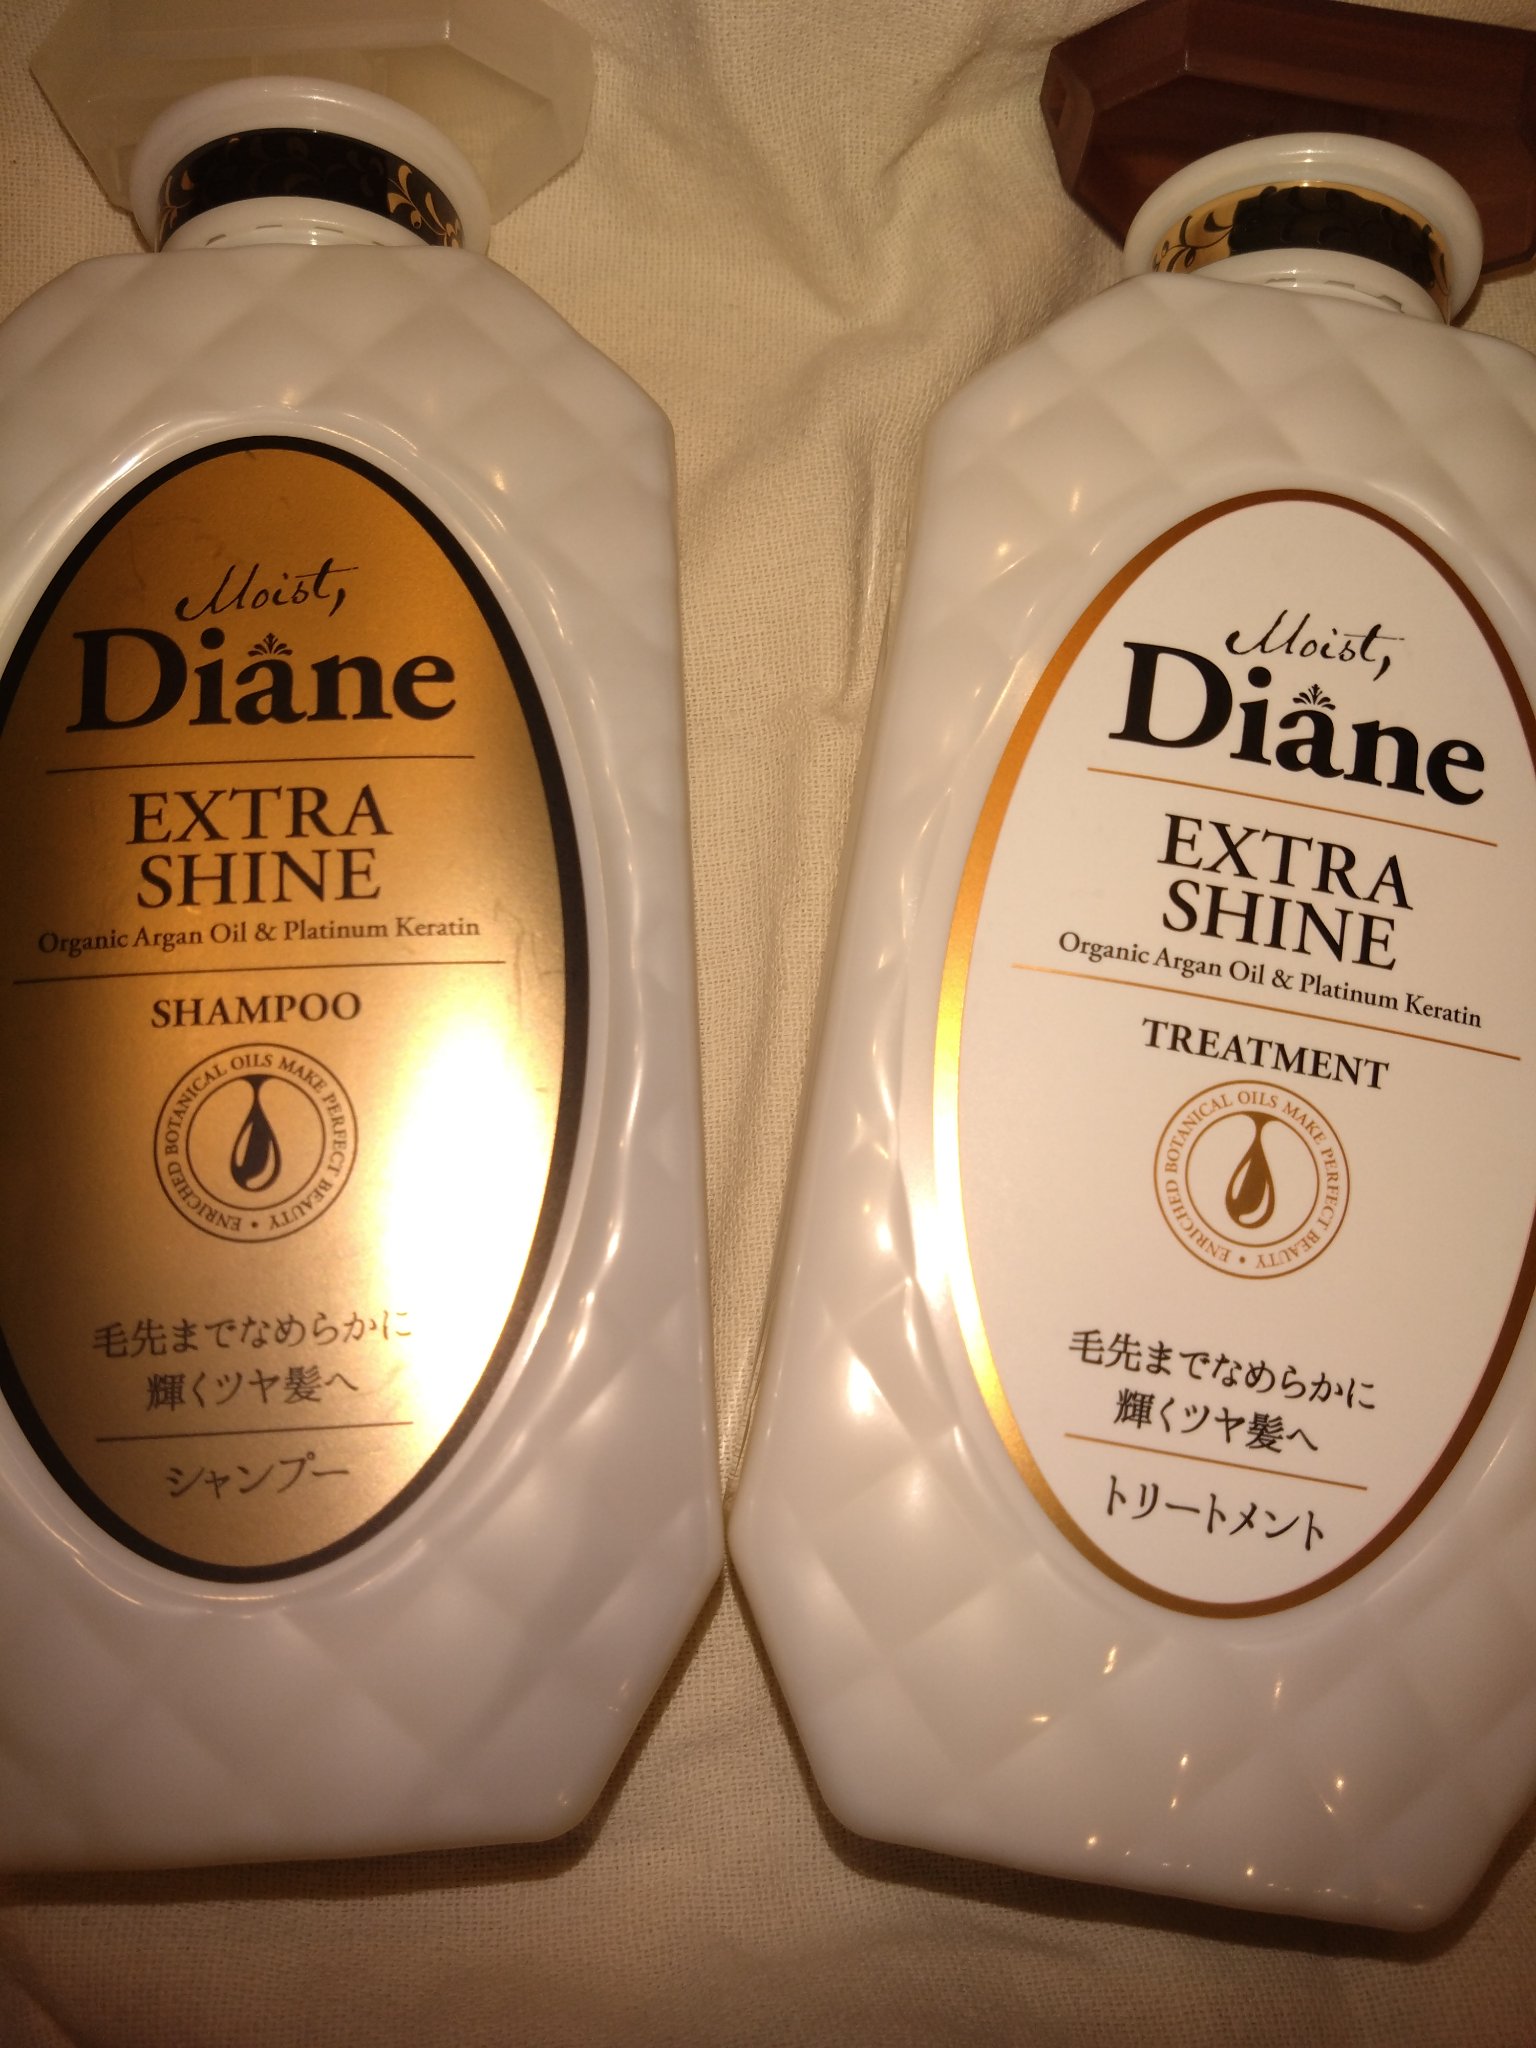 Moist,
Diane
EXTRA
SHINE
Organic Argan Oil & Platinum Keratin
SHAMPOO
ENRICHED BOTANICAL OILS MAKE PERFECT BEAUTY •
毛先までなめらかに
輝くツヤ髪へ
シャンプー
Moist,
Diane
EXTRA
SHINE
Organic Argan Oil & Platinum Keratin
TREATMENT
ENRICHED BOTANICAL OILS MAKE PERFECT BEAUTY •
毛先までなめらかに
輝くツヤ髪へ
トリートメント